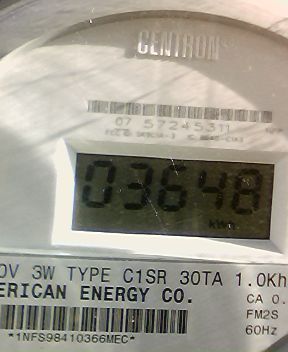 CENTRON
07 57245311
03648
kWh
0V 3W TYPE C1SR 30TA 1.0Kh
ERICAN ENERGY CO.
CA 0.
FM2S
*1NFS98410366MEC*
60Hz